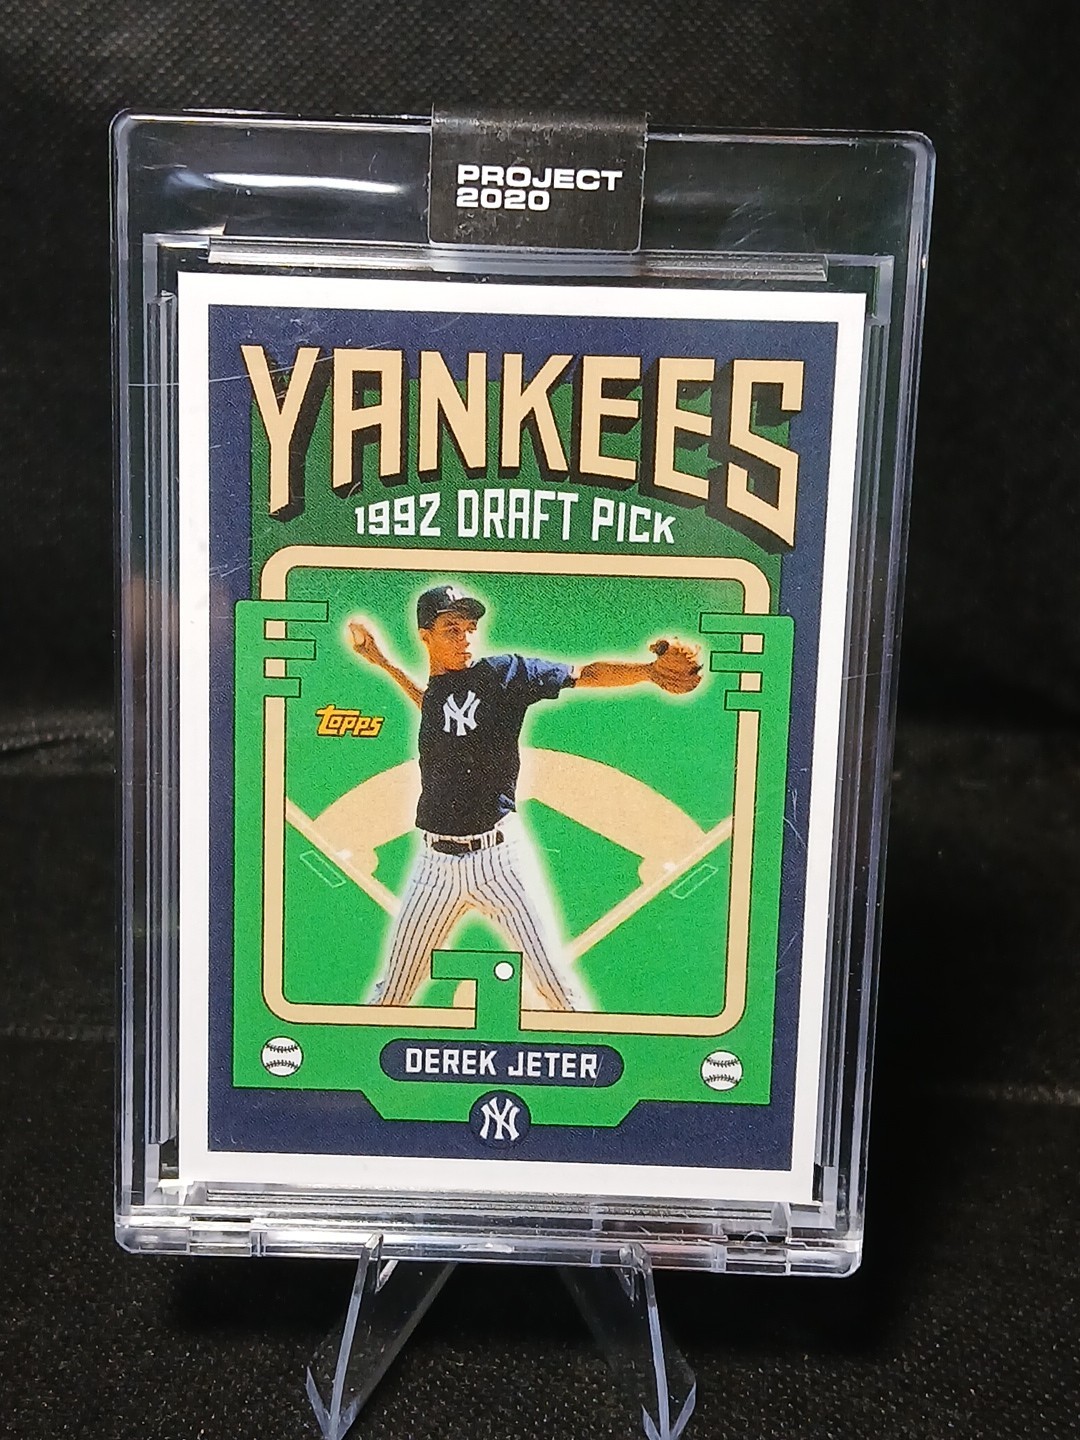 PROJECT
2020
YANKEES
1992 DRAFT PICK
NY
topps
DEREK JETER
NY